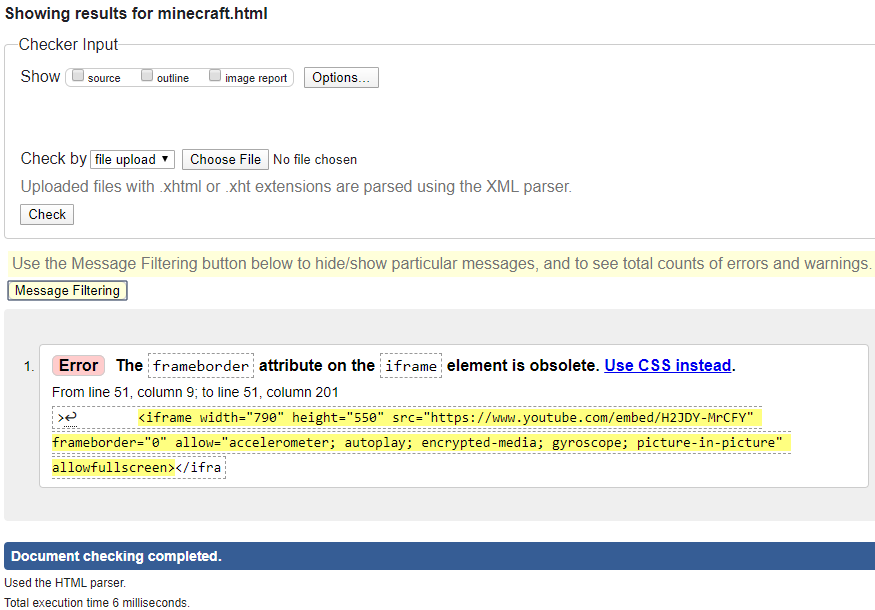 Showing results for minecraft.html
Checker Input
Show source outline image report Options...
Check by file upload ▼ Choose File No file chosen
Uploaded files with .xhtml or .xht extensions are parsed using the XML parser.
Check
Use the Message Filtering button below to hide/show particular messages, and to see total counts of errors and warnings.
Message Filtering
1. Error The frameborder attribute on the iframe element is obsolete. Use CSS instead.
From line 51, column 9; to line 51, column 201
>↩ <iframe width="790" height="550" src="https://www.youtube.com/embed/H2JDY-MrCFY"
frameborder="0" allow="accelerometer; autoplay; encrypted-media; gyroscope; picture-in-picture"
allowfullscreen></ifra
Document checking completed.
Used the HTML parser.
Total execution time 6 milliseconds.